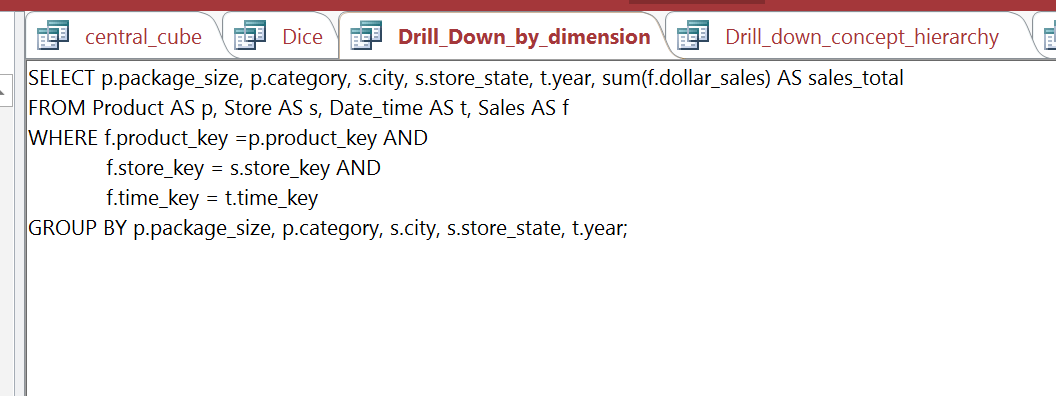 central_cube Dice Drill_Down_by_dimension Drill_down_concept_hierarchy
SELECT p.package_size, p.category, s.city, s.store_state, t.year, sum(f.dollar_sales) AS sales_total
FROM Product AS p, Store AS s, Date_time AS t, Sales AS f
WHERE f.product_key =p.product_key AND
f.store_key = s.store_key AND
f.time_key = t.time_key
GROUP BY p.package_size, p.category, s.city, s.store_state, t.year;